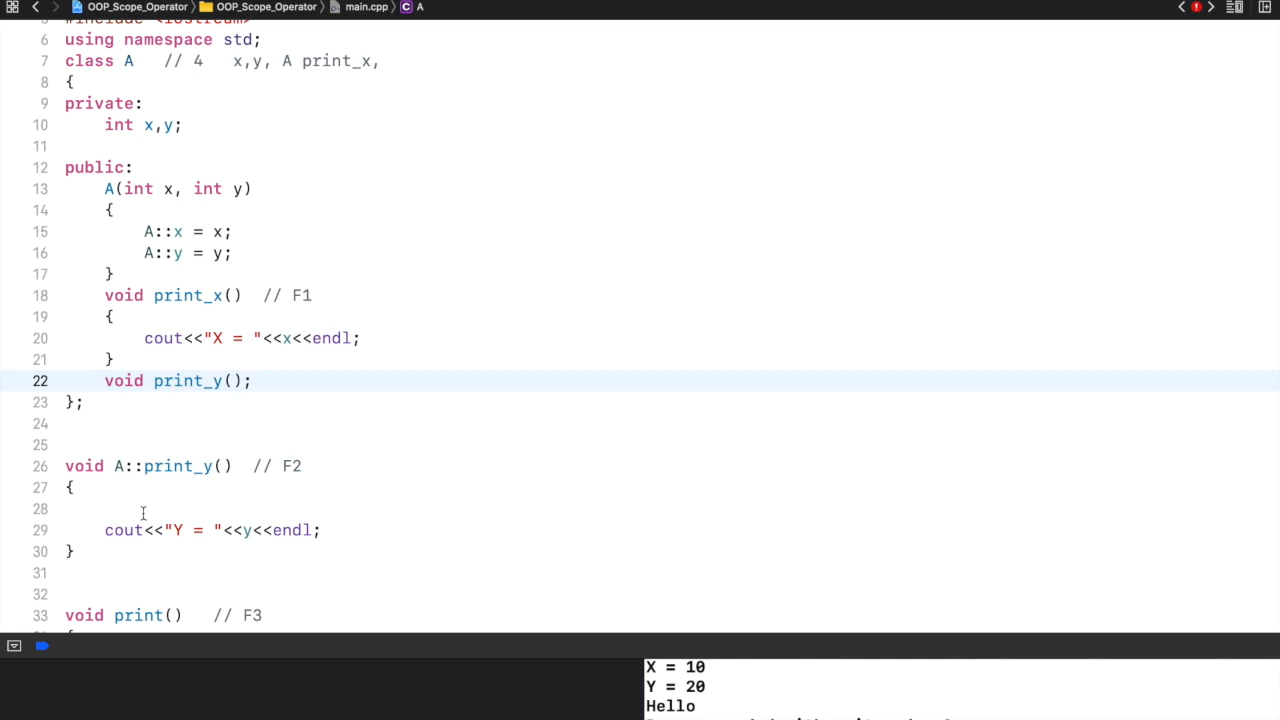 OOP_Scope_Operator OOP_Scope_Operator main.cpp C A
5 #include <iostream>
6 using namespace std;
7 class A   // 4   x,y, A print_x,
8 {
9 private:
10     int x,y;
11
12 public:
13     A(int x, int y)
14     {
15         A::x = x;
16         A::y = y;
17     }
18     void print_x()  // F1
19     {
20         cout<<"X = "<<x<<endl;
21     }
22     void print_y();
23 };
24
25
26 void A::print_y()  // F2
27 {
28
29     cout<<"Y = "<<y<<endl;
30 }
31
32
33 void print()   // F3
X = 10
Y = 20
Hello